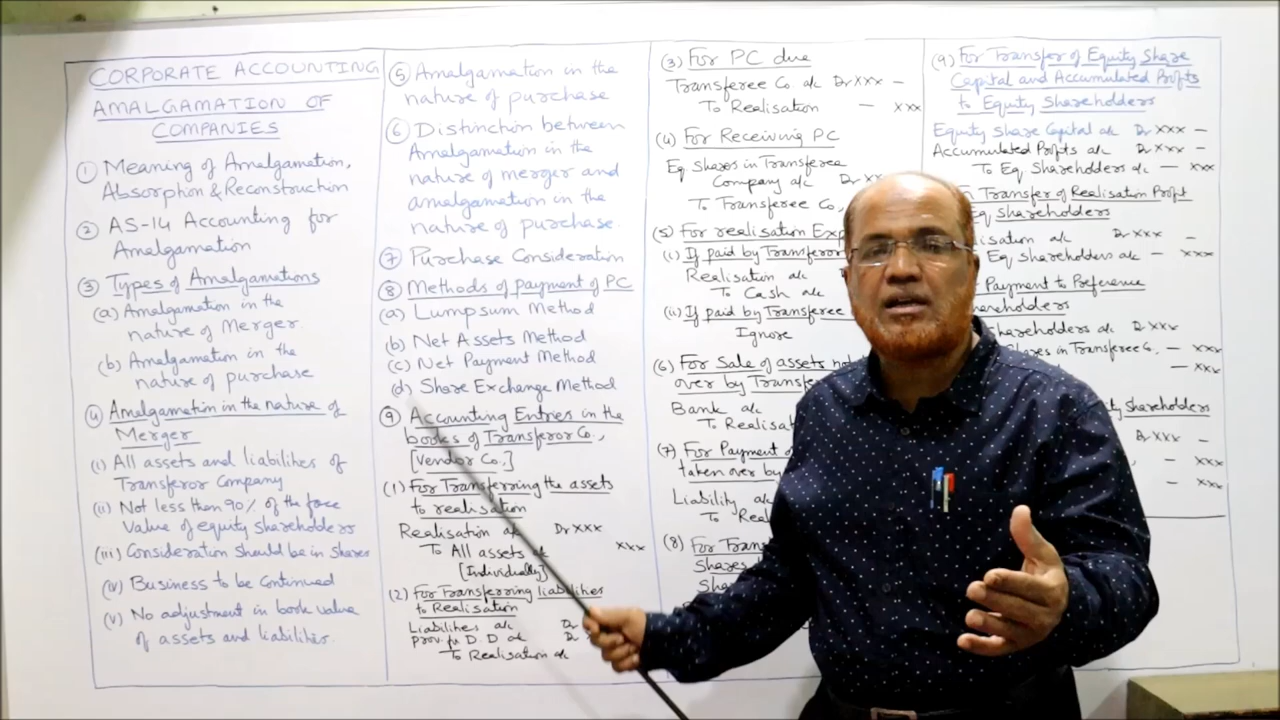 CORPORATE ACCOUNTING
AMALGAMATION OF
COMPANIES
① Meaning of Amalgamation,
Absorption & Reconstruction
② AS-14 Accounting for
Amalgamation
③ Types of Amalgamations
(a) Amalgamation in the
nature of Merger
(b) Amalgamation in the
nature of purchase
④ Amalgamation in the nature of
Merger
(i) All assets and liabilities of
Transferor Company
(ii) Not less then 90% of the face
value of equity shareholders
(iii) Consideration should be in shares
(iv) Business to be continued
(v) No adjustment in book value
of assets and liabilities.
⑤ Amalgamation in the
nature of purchase
⑥ Distinction between
Amalgamation in the
nature of merger and
amalgamation in the
nature of purchase.
⑦ Purchase Consideration
⑧ Methods of payment of PC
(a) Lumpsum Method
(b) Net Assets Method
(c) Net Payment Method
(d) Share Exchange Method
⑨ Accounting Entries in the
books of Transferor Co.,
[Vendor Co.,]
(1) For Transferring the assets
to realisation
Realisation a/c Dr xxx
To All assets a/c xxx
[Individually]
(2) For Transferring liabilities
to Realisation
Liabilities a/c Dr
prov. for D.D a/c Dr
To Realisation a/c
(3) For PC due
Transferee Co. a/c Dr xxx –
To Realisation – xxx
(4) For Receiving PC
Eq Shares in Transferee
Company a/c Dr xx
To Transferee Co.,
(5) For realisation Exp
(i) If paid by Transferor
Realisation a/c
To Cash a/c
(ii) If paid by Transferee
Ignore
(6) For Sale of assets
over by
Bank a/c
To Realisa
(7) For Payment
taken over by
Liability a/c
To Rea
(8) For Tran
Shares
Sha
(9) For Transfer of Equity Share
Capital and Accumulated Profits
to Equity Shareholders
Equity Share Capital a/c Dr xxx –
Accumulated Profits a/c Dr xxx –
To Eq Shareholders a/c – xxx
Transfer of Realisation Profit
Eq shareholders
lisation a/c Dr xxx –
Eq shareholders a/c – xxx
Payment to Preference
hareholders
shareholders a/c Dr xxx
Shares in Transferee Co, – xxx
ty Shareholders
Dr xxx –
– xxx
– xxx